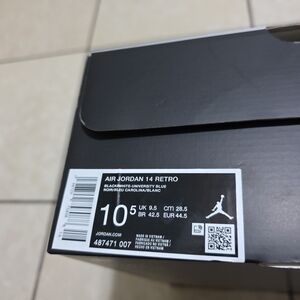 AIR JORDAN 14 RETRO
BLACK/WHITE-UNIVERSITY BLUE
NOIR/BLEU CAROLINA/BLANC
10 5
UK 9.5 cm 28.5
BR 42.5 EUR 44.5
JORDAN.COM
487471 007
MADE IN VIETNAM